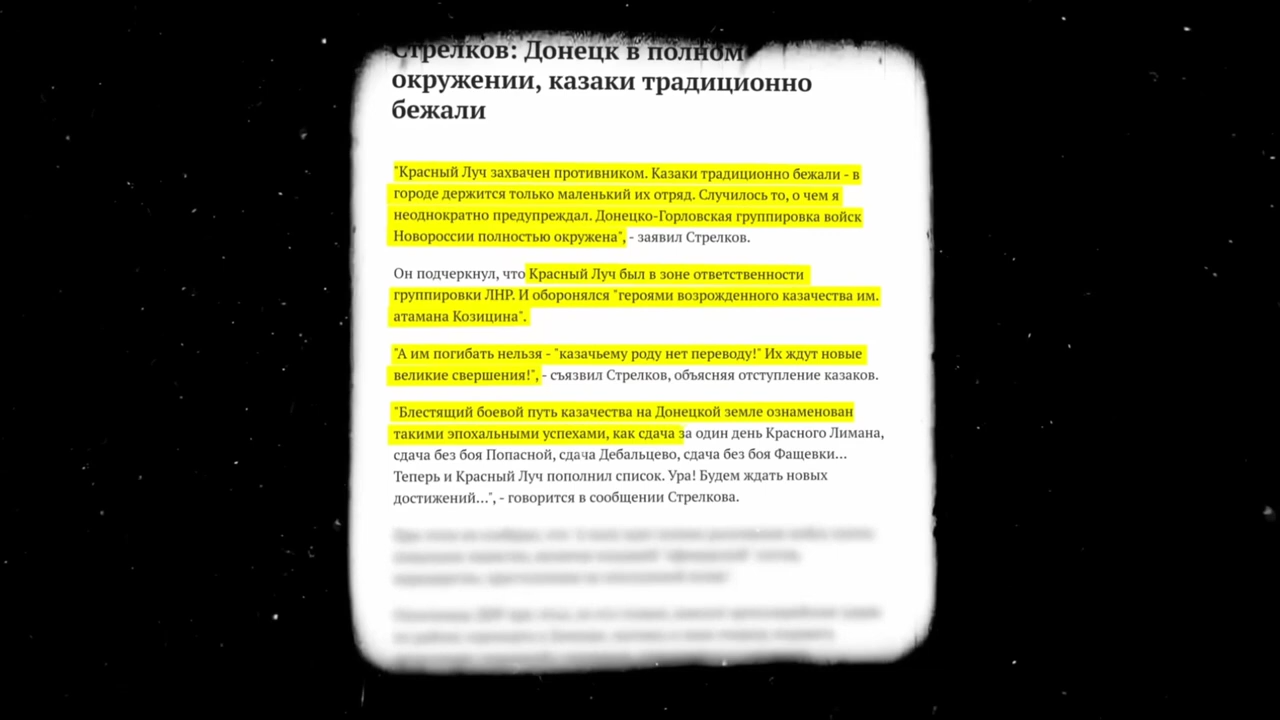 Стрелков: Донецк в полном
окружении, казаки традиционно
бежали
"Красный Луч захвачен противником. Казаки традиционно бежали - в
городе держится только маленький их отряд. Случилось то, о чем я
неоднократно предупреждал. Донецко-Горловская группировка войск
Новороссии полностью окружена", - заявил Стрелков.
Он подчеркнул, что Красный Луч был в зоне ответственности
группировки ЛНР. И оборонялся "героями возрожденного казачества им.
атамана Козицина".
"А им погибать нельзя - "казачьему роду нет переводу!" Их ждут новые
великие свершения!", - съязвил Стрелков, объясняя отступление казаков.
"Блестящий боевой путь казачества на Донецкой земле ознаменован
такими эпохальными успехами, как сдача за один день Красного Лимана,
сдача без боя Попасной, сдача Дебальцево, сдача без боя Фащевки...
Теперь и Красный Луч пополнил список. Ура! Будем ждать новых
достижений...", - говорится в сообщении Стрелкова.